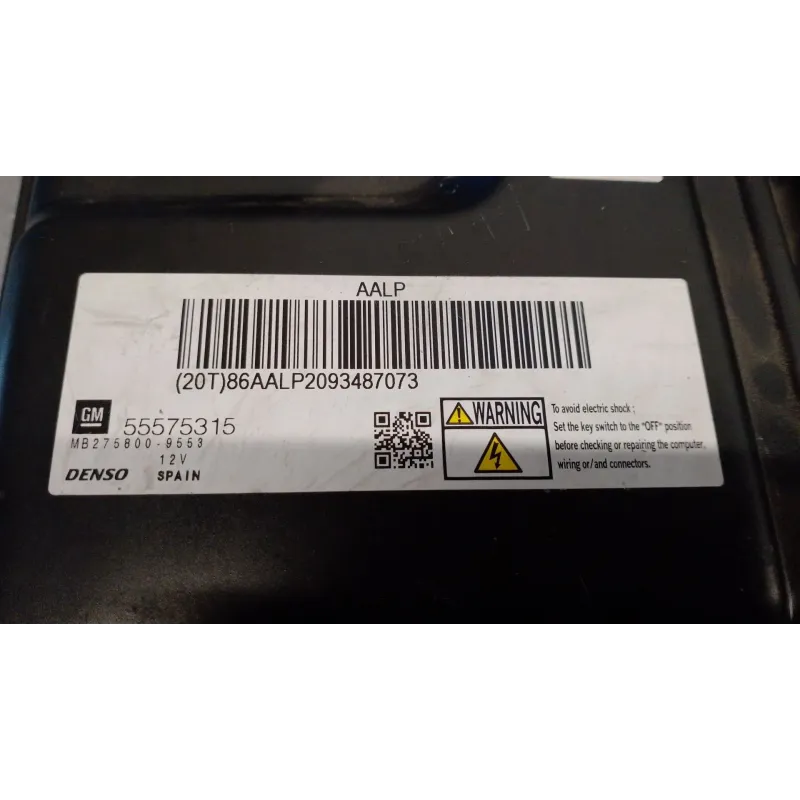 AALP
(20T)86AALP2093487073
GM 55575315
MB275800-9553
12V
DENSO SPAIN
WARNING
To avoid electric shock :
Set the key switch to the "OFF" position
before checking or repairing the computer,
wiring or/and connectors.